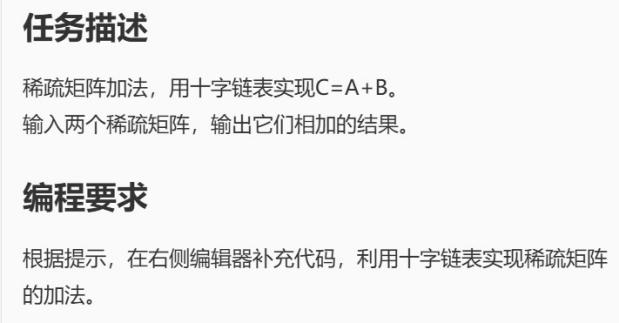 任务描述
稀疏矩阵加法，用十字链表实现C=A+B。
输入两个稀疏矩阵，输出它们相加的结果。
编程要求
根据提示，在右侧编辑器补充代码，利用十字链表实现稀疏矩阵
的加法。